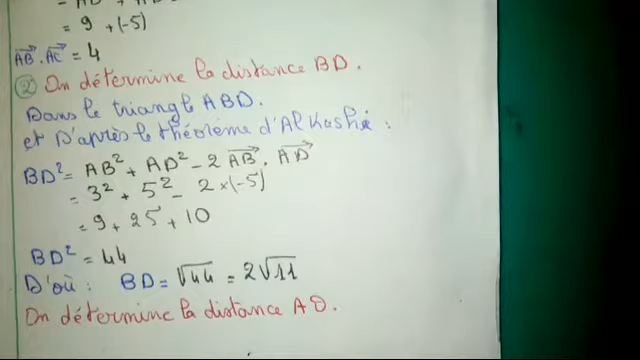 = 9 + (-5)
AB . AC = 4
② On détermine la distance BD.
Dans le triangle ABD.
et D'après le théorème d'Al Kashi :
BD² = AB² + AD² - 2 AB . AD
= 3² + 5² - 2×(-5)
= 9 + 25 + 10
BD² = 44
D'où : BD = √44 = 2√11
On détermine la distance AD.